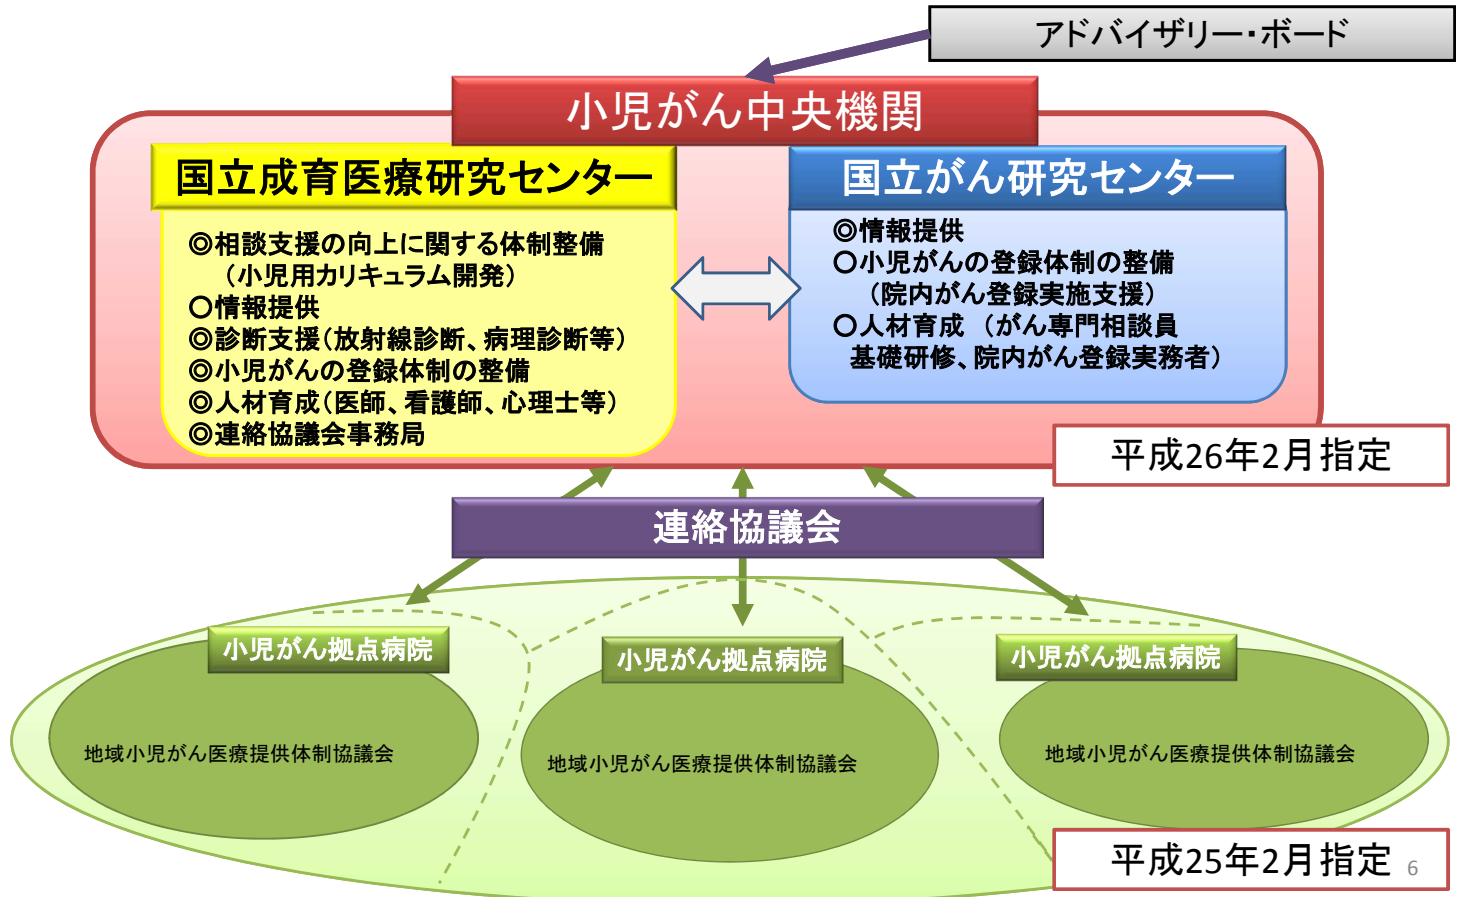 アドバイザリー・ボード
小児がん中央機関
国立成育医療研究センター
◎相談支援の向上に関する体制整備
（小児用カリキュラム開発）
○情報提供
◎診断支援（放射線診断、病理診断等）
◎小児がんの登録体制の整備
◎人材育成（医師、看護師、心理士等）
◎連絡協議会事務局
国立がん研究センター
◎情報提供
○小児がんの登録体制の整備
（院内がん登録実施支援）
○人材育成　（がん専門相談員
基礎研修、院内がん登録実務者）
平成26年2月指定
連絡協議会
小児がん拠点病院
小児がん拠点病院
小児がん拠点病院
地域小児がん医療提供体制協議会
地域小児がん医療提供体制協議会
地域小児がん医療提供体制協議会
平成25年2月指定
6